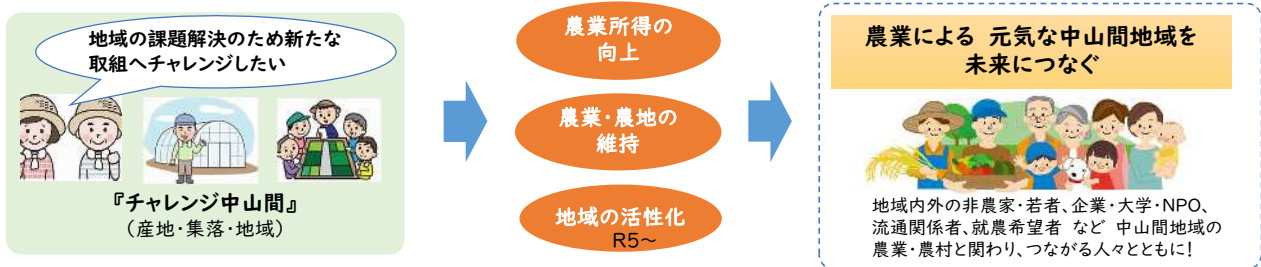 地域の課題解決のため新たな
取組へチャレンジしたい
『チャレンジ中山間』
（産地・集落・地域）
農業所得の
向上
農業・農地の
維持
地域の活性化
R5～
農業による 元気な中山間地域を
未来につなぐ
地域内外の非農家・若者、企業・大学・NPO、
流通関係者、就農希望者 など 中山間地域の
農業・農村と関わり、つながる人々とともに！